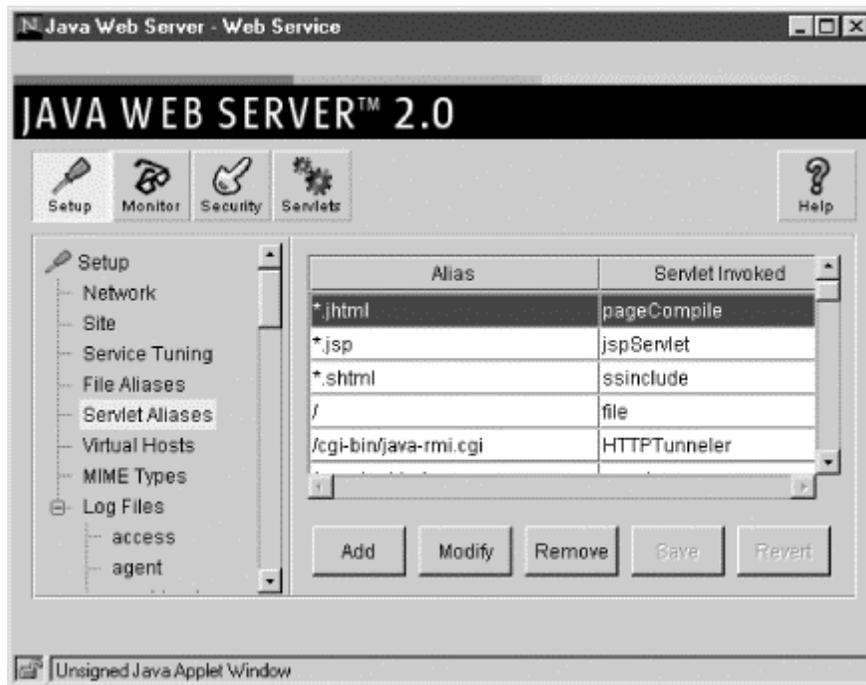 Java Web Server - Web Service
JAVA WEB SERVER™ 2.0
Setup Monitor Security Servlets Help
Setup
Network
Site
Service Tuning
File Aliases
Servlet Aliases
Virtual Hosts
MIME Types
Log Files
access
agent
Alias Servlet Invoked
*.jhtml pageCompile
*.jsp jspServlet
*.shtml ssinclude
/ file
/cgi-bin/java-rmi.cgi HTTPTunneler
Add Modify Remove Save Revert
Unsigned Java Applet Window